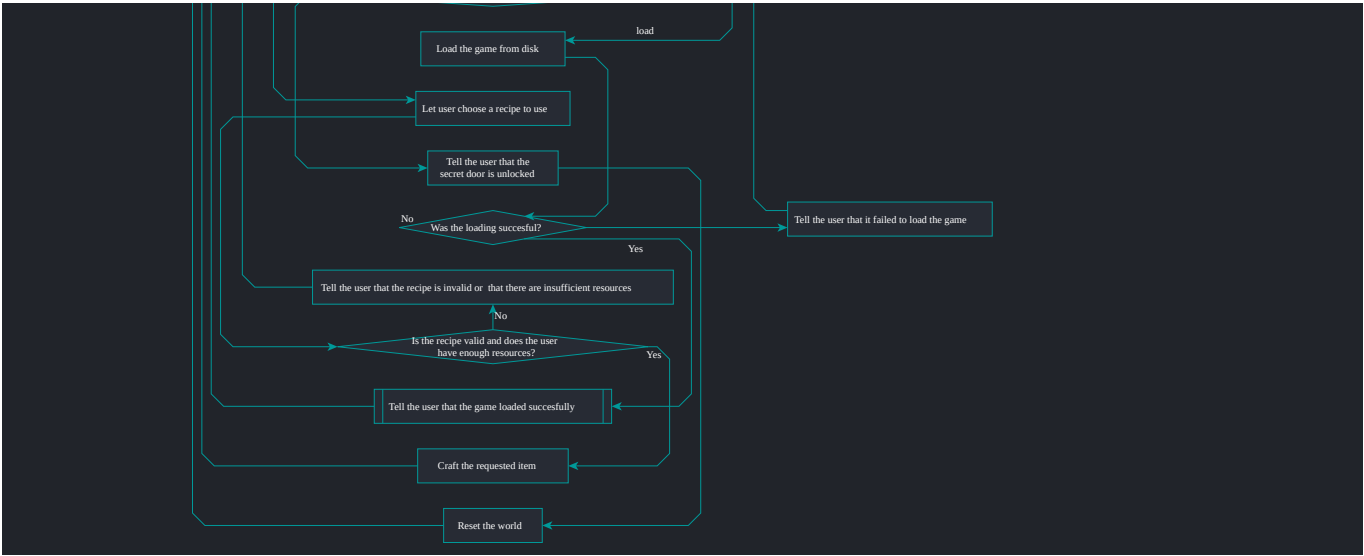 load
Load the game from disk
Let user choose a recipe to use
Tell the user that the
secret door is unlocked
No
Was the loading succesful?
Tell the user that it failed to load the game
Yes
Tell the user that the recipe is invalid or  that there are insufficient resources
No
Is the recipe valid and does the user
have enough resources?
Yes
Tell the user that the game loaded succesfully
Craft the requested item
Reset the world